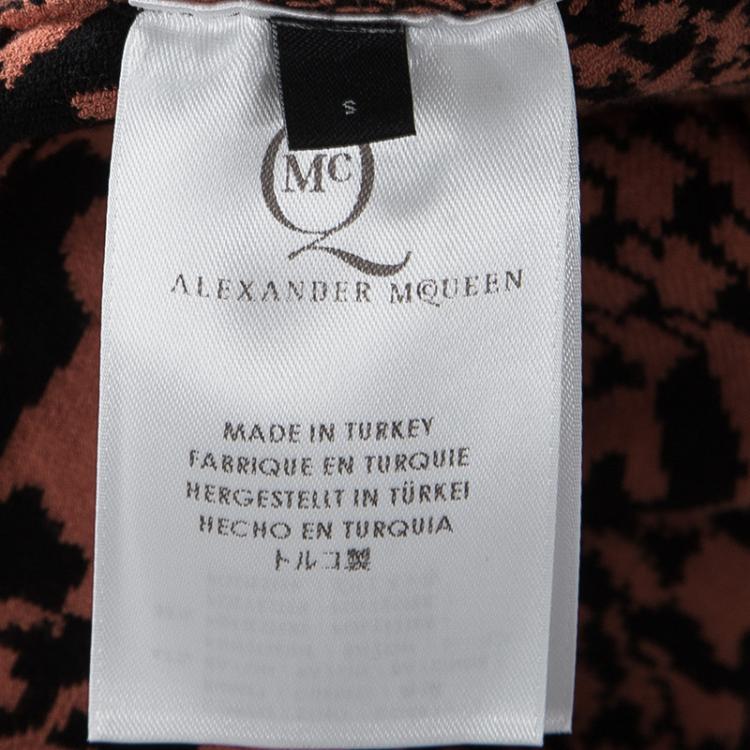 S
McQ
ALEXANDER MCQUEEN
MADE IN TURKEY
FABRIQUE EN TURQUIE
HERGESTELLT IN TÜRKEI
HECHO EN TURQUIA
トルコ製